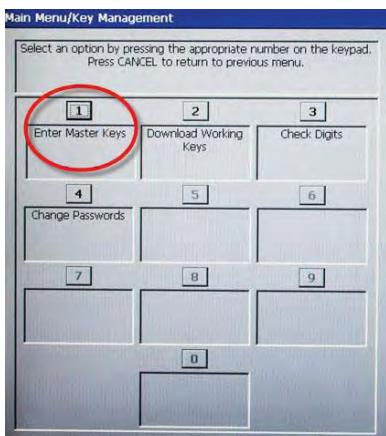 Main Menu/Key Management
Select an option by pressing the appropriate number on the keypad.
Press CANCEL to return to previous menu.
1 2 3
Enter Master Keys Download Working Keys Check Digits
4 5 6
Change Passwords
7 8 9
0